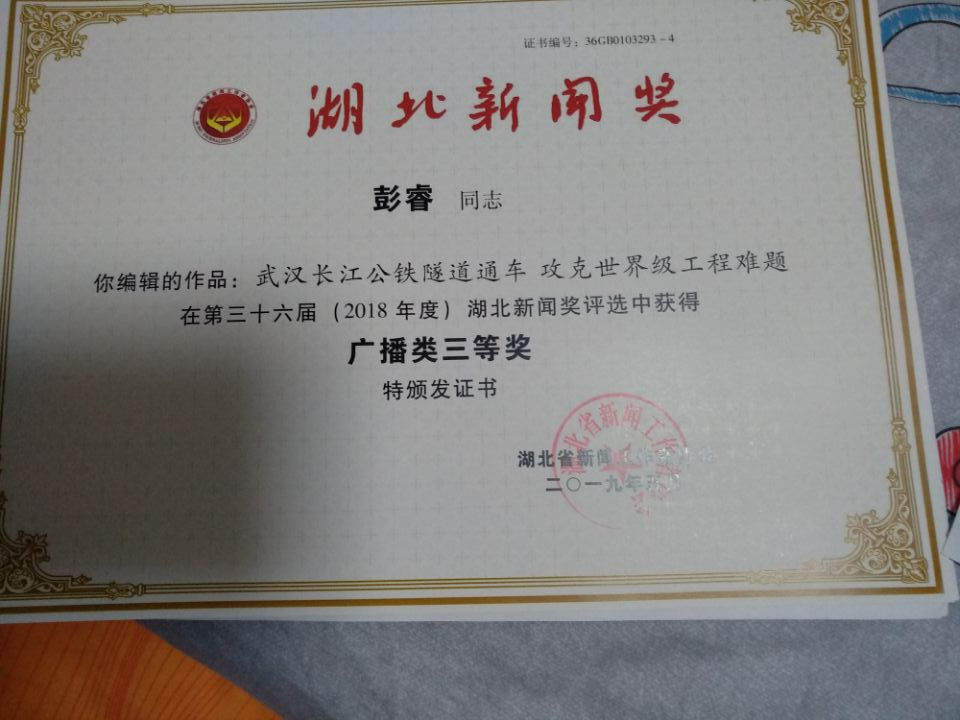 证书编号：36GB0103293-4
湖北新闻奖
彭睿 同志
你编辑的作品：武汉长江公铁隧道通车 攻克世界级工程难题
在第三十六届（2018年度）湖北新闻奖评选中获得
广播类三等奖
特颁发证书
湖北省新闻工作
二〇一九年